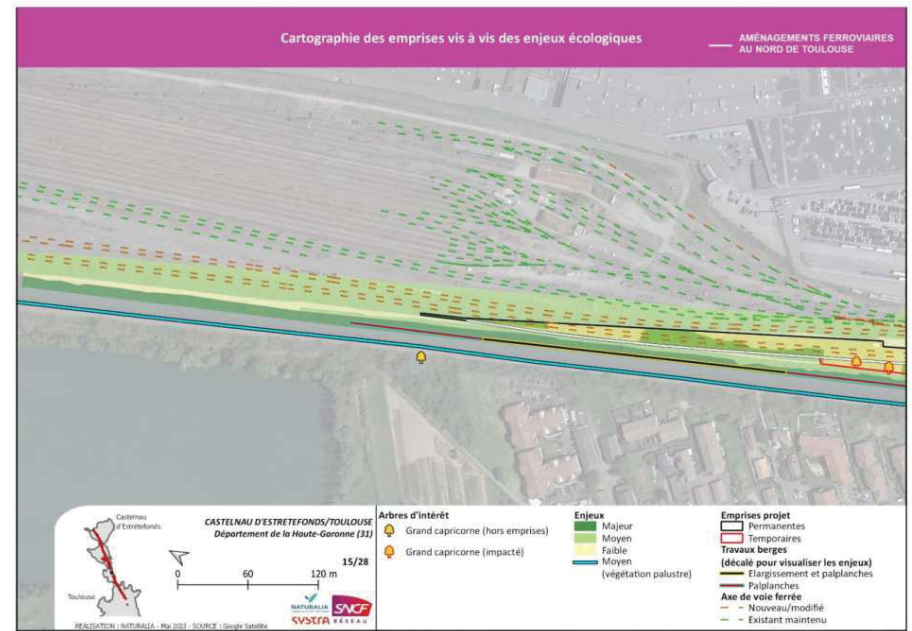 Cartographie des emprises vis à vis des enjeux écologiques
AMÉNAGEMENTS FERROVIAIRES
AU NORD DE TOULOUSE
Castelnau
d'Estrétefonds
Toulouse
CASTELNAU D'ESTRETEFONDS/TOULOUSE
Département de la Haute-Garonne (31)
15/28
0 60 120 m
NATURALIA
SYSTRA
SNCF
RÉSEAU
RÉALISATION : NATURALIA - Mai 2023 - SOURCE : Google Satellite
Arbres d'intérêt
Grand capricorne (hors emprises)
Grand capricorne (impacté)
Enjeux
Majeur
Moyen
Faible
Moyen
(végétation palustre)
Emprises projet
Permanentes
Temporaires
Travaux berges
(décalé pour visualiser les enjeux)
Elargissement et palplanches
Palplanches
Axe de voie ferrée
Nouveau/modifié
Existant maintenu